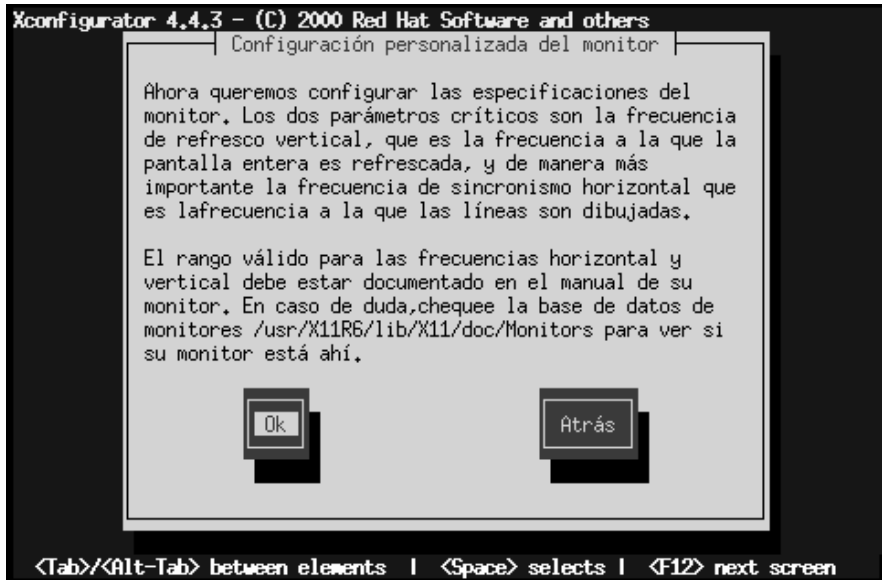 Xconfigurator 4.4.3 - (C) 2000 Red Hat Software and others
Configuración personalizada del monitor
Ahora queremos configurar las especificaciones del
monitor. Los dos parámetros críticos son la frecuencia
de refresco vertical, que es la frecuencia a la que la
pantalla entera es refrescada, y de manera más
importante la frecuencia de sincronismo horizontal que
es lafrecuencia a la que las líneas son dibujadas.
El rango válido para las frecuencias horizontal y
vertical debe estar documentado en el manual de su
monitor. En caso de duda,chequee la base de datos de
monitores /usr/X11R6/lib/X11/doc/Monitors para ver si
su monitor está ahí.
Ok Atrás
<Tab>/<Alt-Tab> between elements | <Space> selects | <F12> next screen